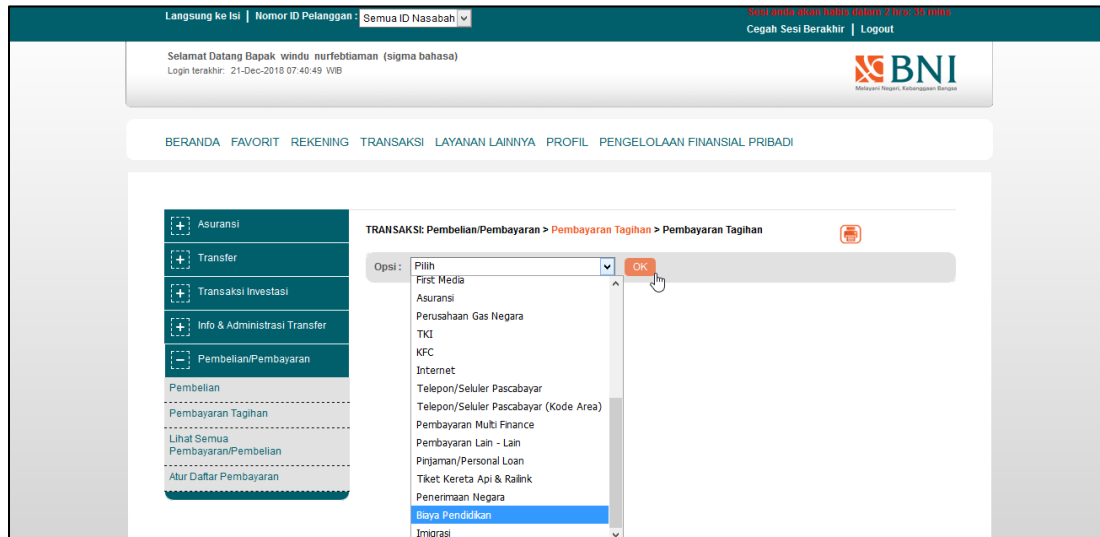 Langsung ke Isi | Nomor ID Pelanggan : Semua ID Nasabah
Sesi anda akan habis dalam 2 hrs: 35 mins
Cegah Sesi Berakhir | Logout
Selamat Datang Bapak windu nurfebtiaman (sigma bahasa)
Login terakhir: 21-Dec-2018 07:40:49 WIB
BNI
Melayani Negeri, Kebanggaan Bangsa
BERANDA FAVORIT REKENING TRANSAKSI LAYANAN LAINNYA PROFIL PENGELOLAAN FINANSIAL PRIBADI
Asuransi
Transfer
Transaksi Investasi
Info & Administrasi Transfer
Pembelian/Pembayaran
Pembelian
Pembayaran Tagihan
Lihat Semua
Pembayaran/Pembelian
Atur Daftar Pembayaran
TRANSAKSI: Pembelian/Pembayaran > Pembayaran Tagihan > Pembayaran Tagihan
Opsi : Pilih OK
First Media
Asuransi
Perusahaan Gas Negara
TKI
KFC
Internet
Telepon/Seluler Pascabayar
Telepon/Seluler Pascabayar (Kode Area)
Pembayaran Multi Finance
Pembayaran Lain - Lain
Pinjaman/Personal Loan
Tiket Kereta Api & Railink
Penerimaan Negara
Biaya Pendidikan
Imigrasi